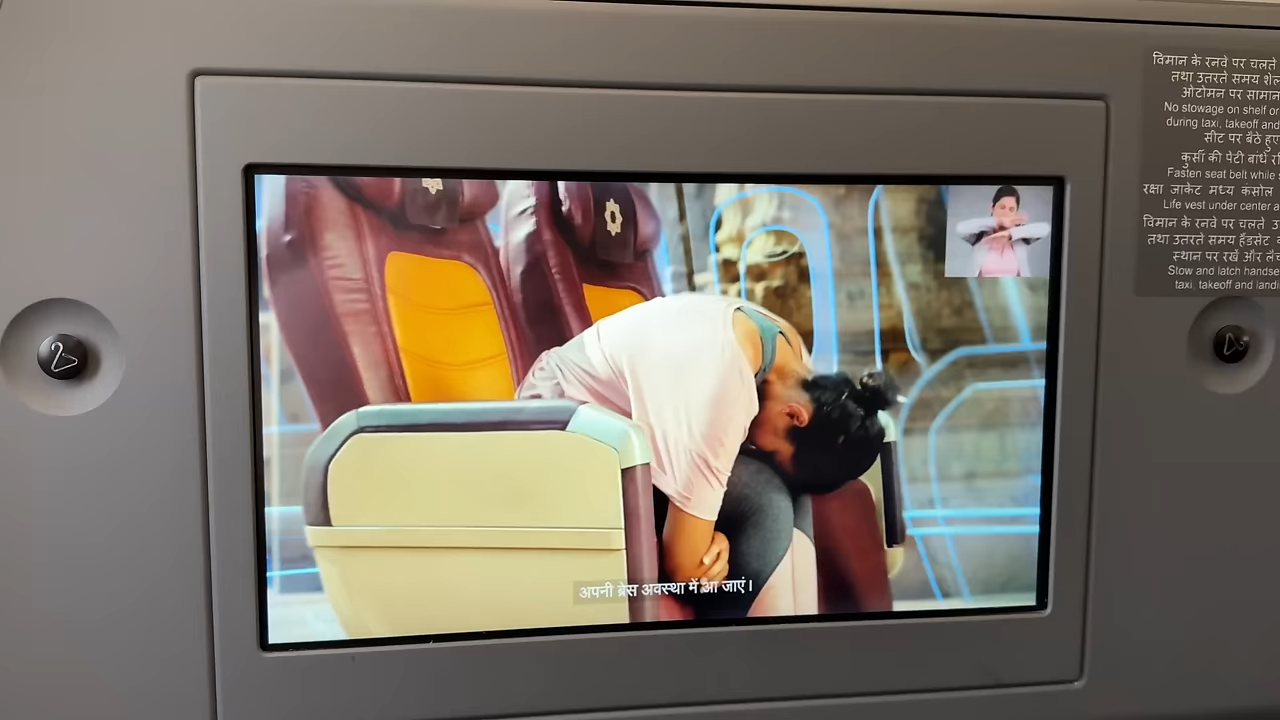 विमान के रनवे पर चलते
तथा उतरते समय
ओटोमन पर सामान
No stowage on shelf or
during taxi, takeoff and
सीट पर बैठे हुए
कुर्सी की पेटी बांधे
Fasten seat belt while
रक्षा जाकेट मध्य कंसोल
Life vest under center
विमान के रनवे पर चलते
तथा उतरते समय हैंडसेट
स्थान पर रखें और
Stow and latch handse
taxi, takeoff and landi
अपनी ब्रेस अवस्था में आ जाएं।